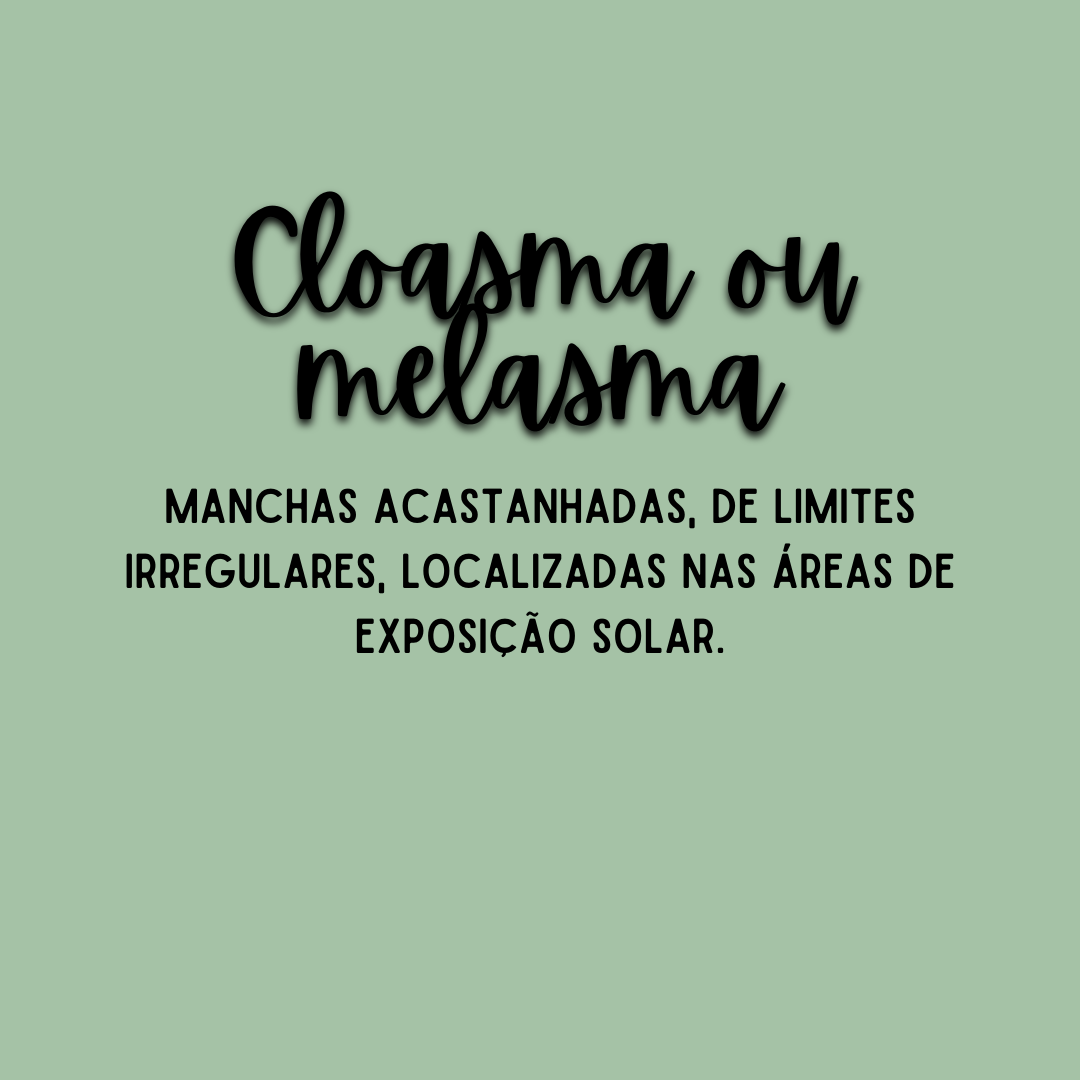 Cloasma ou
melasma
MANCHAS ACASTANHADAS, DE LIMITES
IRREGULARES, LOCALIZADAS NAS ÁREAS DE
EXPOSIÇÃO SOLAR.